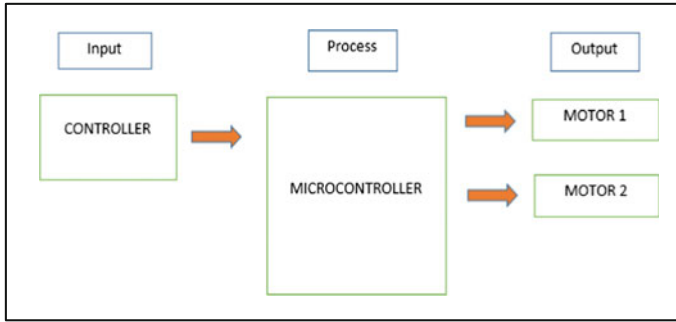 Input
Process
Output
CONTROLLER
MICROCONTROLLER
MOTOR 1
MOTOR 2